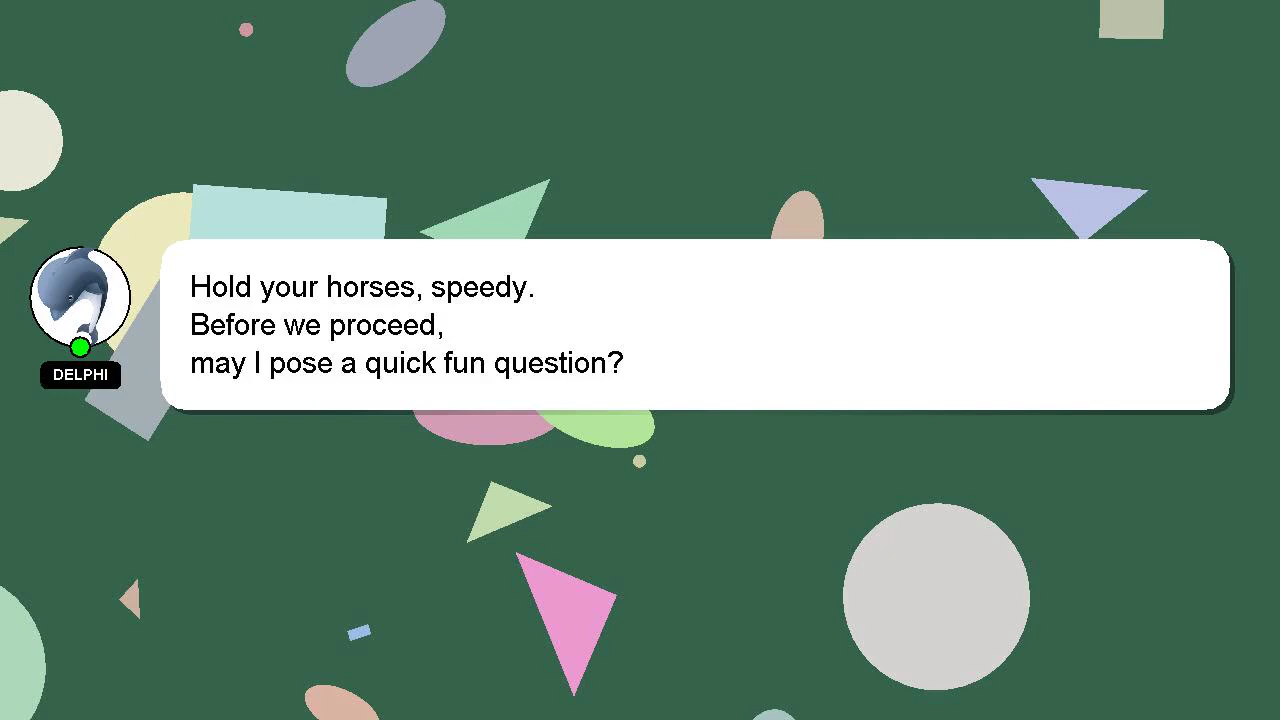 Hold your horses, speedy.
Before we proceed,
may I pose a quick fun question?
DELPHI